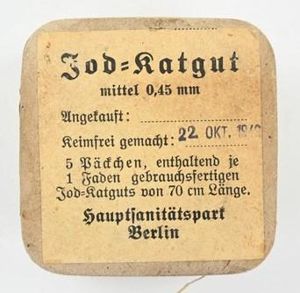 Jod-Katgut
mittel 0,45 mm
Angekauft:
Keimfrei gemacht: 22. OKT.
5 Päckchen, enthaltend je
1 Faden gebrauchsfertigen
Jod-Katguts von 70 cm Länge.
Hauptsanitätspark
Berlin